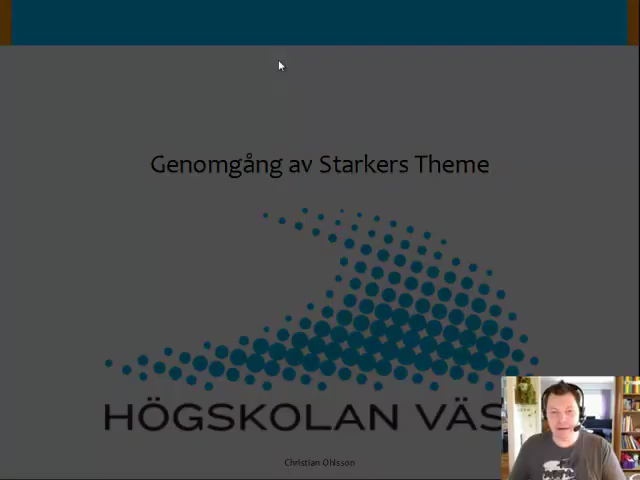 Genomgång av Starkers Theme
HÖGSKOLAN VÄS
Christian Ohlsson